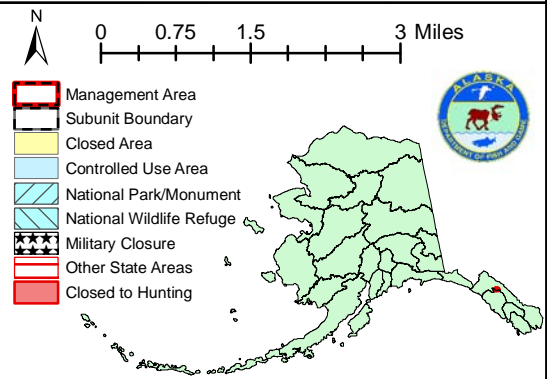 N
0 0.75 1.5 3 Miles
Management Area
Subunit Boundary
Closed Area
Controlled Use Area
National Park/Monument
National Wildlife Refuge
Military Closure
Other State Areas
Closed to Hunting
ALASKA
DEPARTMENT OF FISH AND GAME